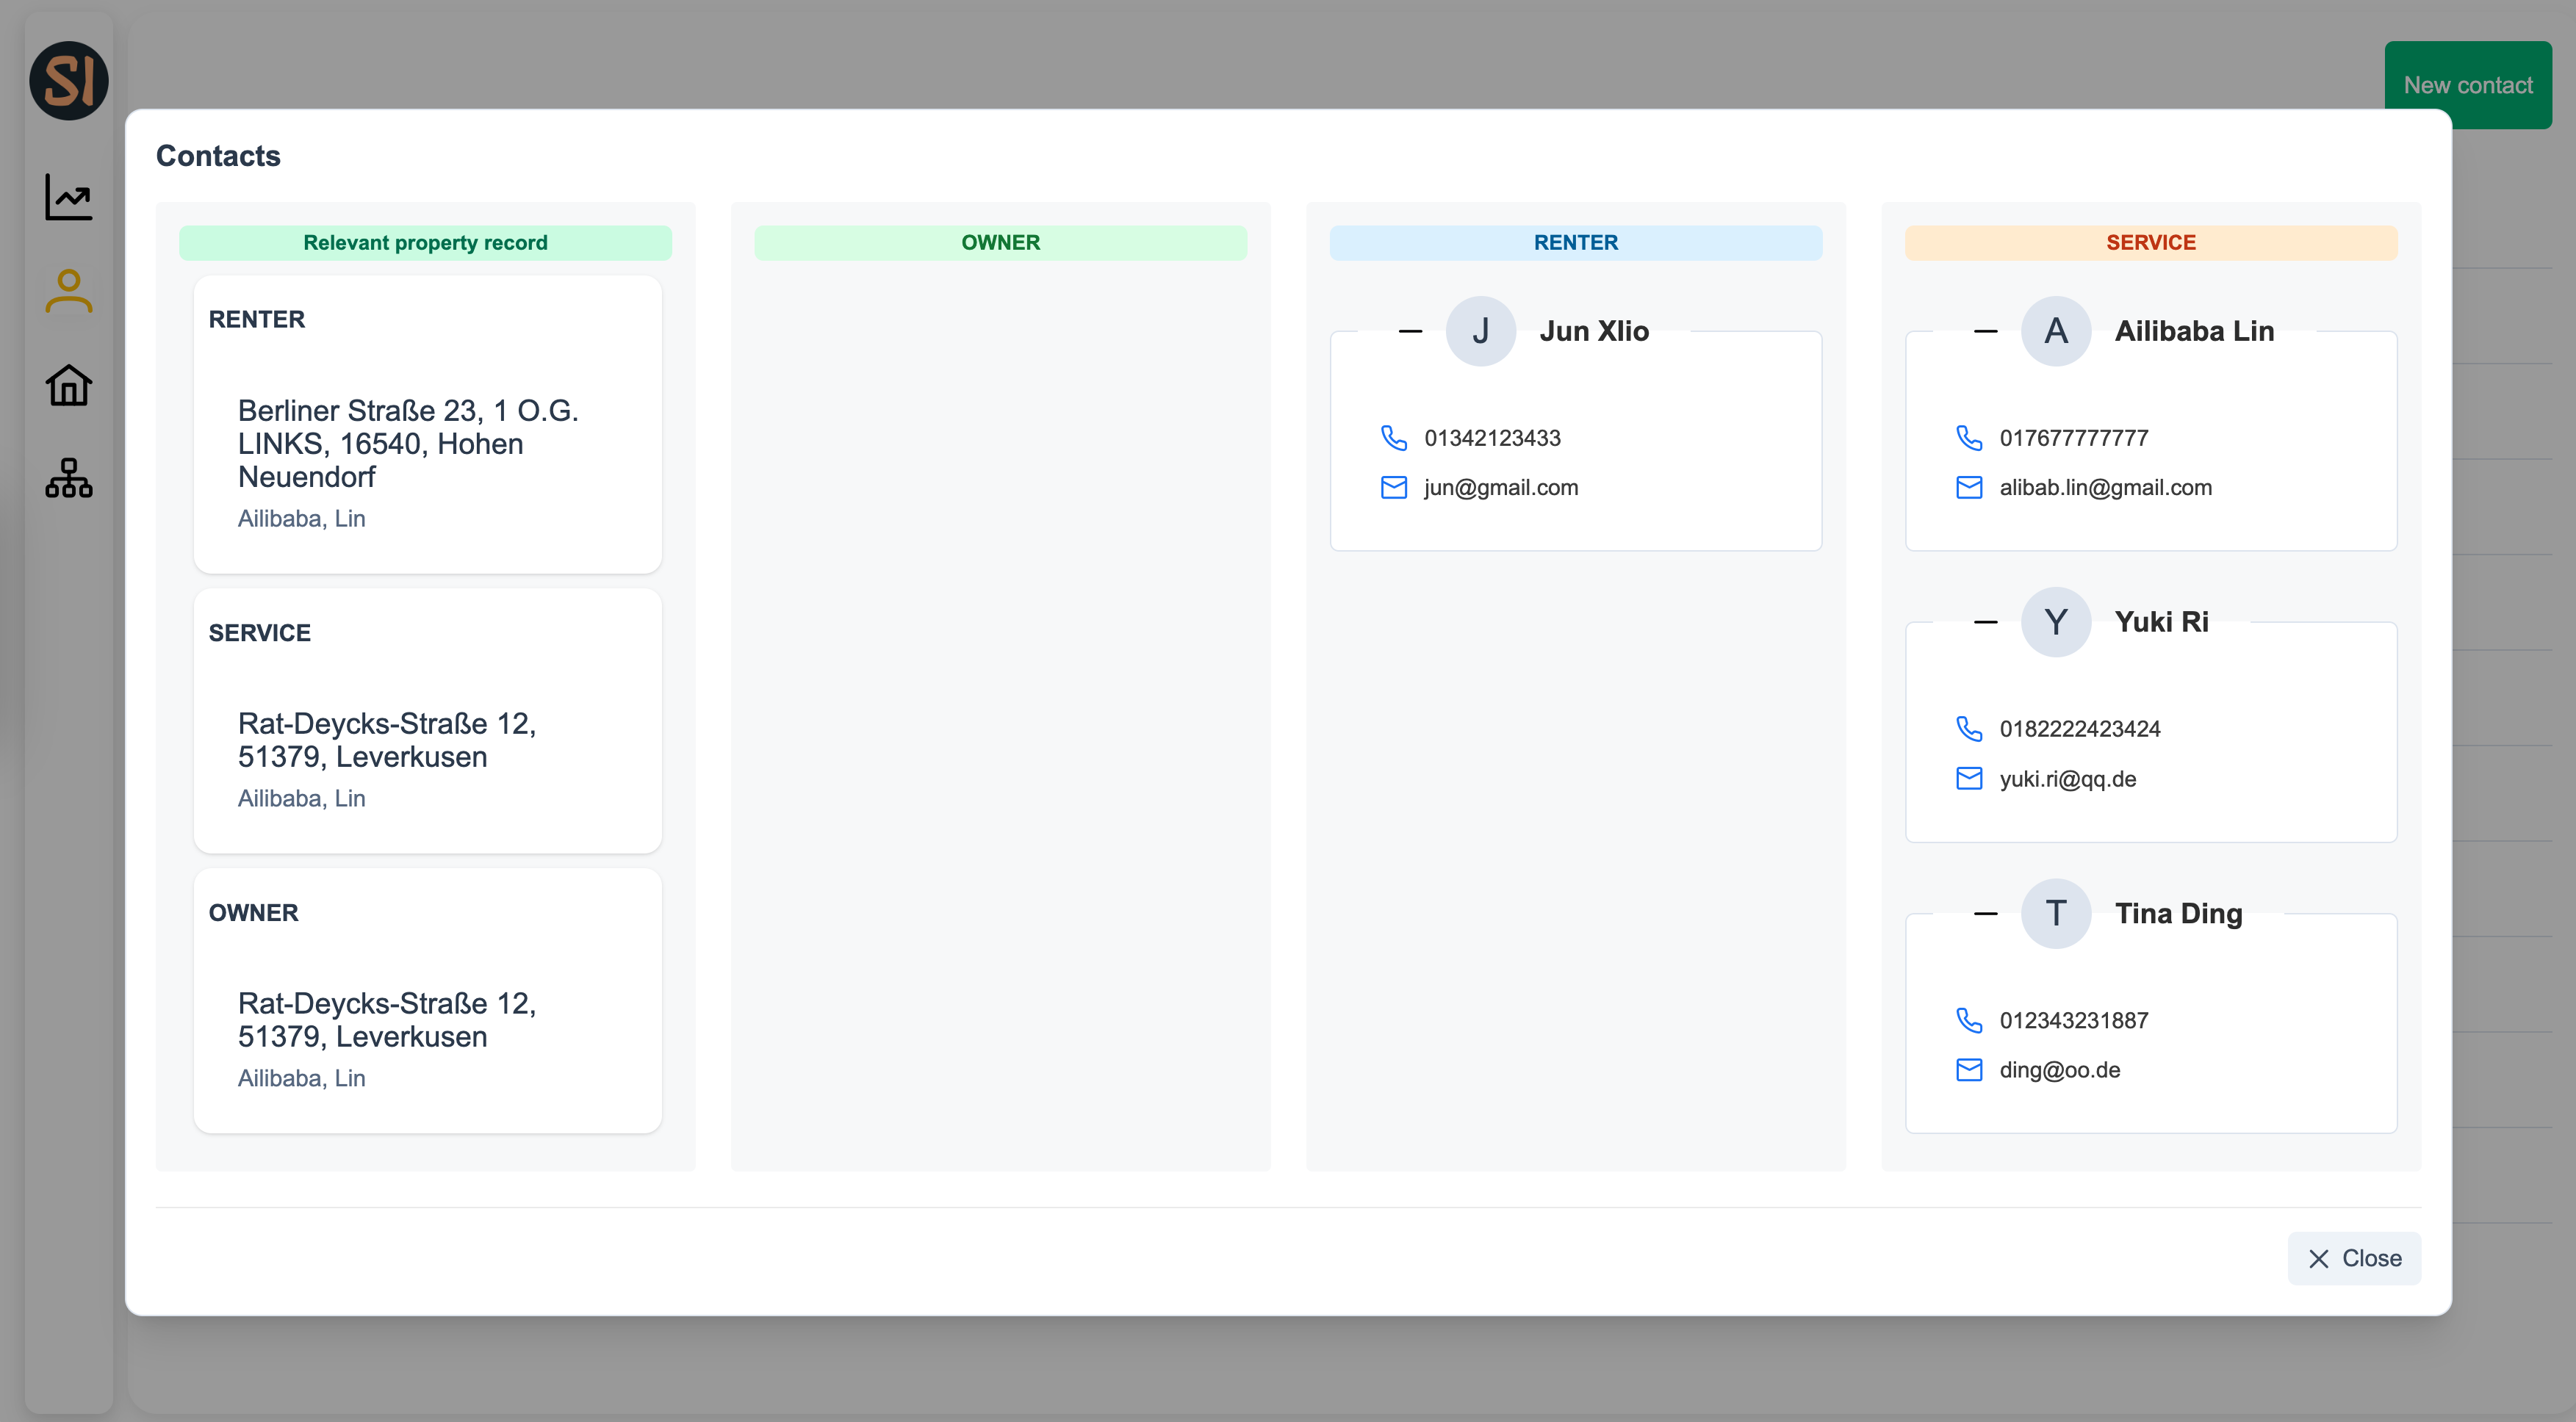 SI
New contact
Contacts
Relevant property record
RENTER
Berliner Straße 23, 1 O.G.
LINKS, 16540, Hohen
Neuendorf
Ailibaba, Lin
SERVICE
Rat-Deycks-Straße 12,
51379, Leverkusen
Ailibaba, Lin
OWNER
Rat-Deycks-Straße 12,
51379, Leverkusen
Ailibaba, Lin
OWNER
RENTER
J Jun Xlio
01342123433
jun@gmail.com
SERVICE
A Ailibaba Lin
017677777777
alibab.lin@gmail.com
Y Yuki Ri
0182222423424
yuki.ri@qq.de
T Tina Ding
012343231887
ding@oo.de
Close